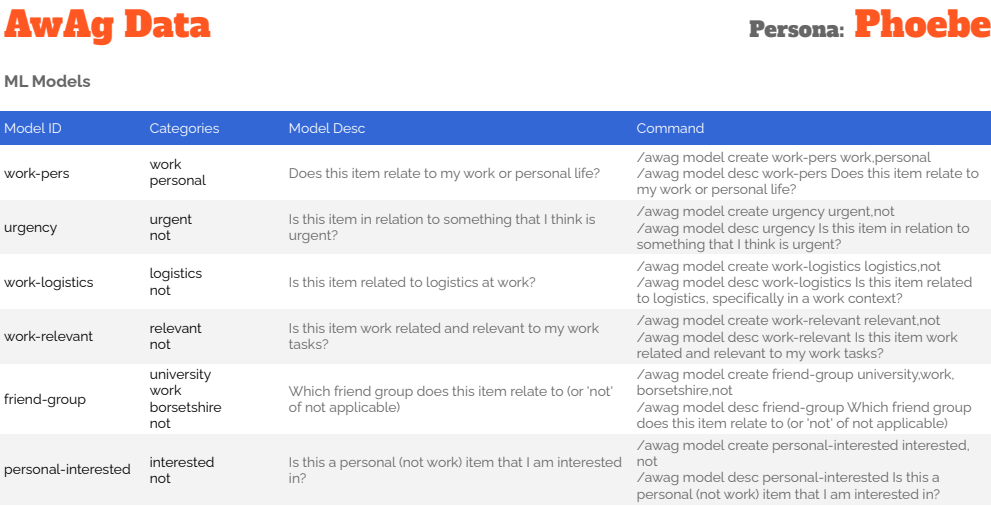 AwAg Data
Persona: Phoebe
ML Models
Model ID Categories Model Desc Command
work-pers
work
personal
Does this item relate to my work or personal life?
/awag model create work-pers work,personal
/awag model desc work-pers Does this item relate to
my work or personal life?
urgency
urgent
not
Is this item in relation to something that I think is
urgent?
/awag model create urgency urgent,not
/awag model desc urgency Is this item in relation to
something that I think is urgent?
work-logistics
logistics
not
Is this item related to logistics at work?
/awag model create work-logistics logistics,not
/awag model desc work-logistics Is this item related
to logistics, specifically in a work context?
work-relevant
relevant
not
Is this item work related and relevant to my work
tasks?
/awag model create work-relevant relevant,not
/awag model desc work-relevant Is this item work
related and relevant to my work tasks?
friend-group
university
work
borsetshire
not
Which friend group does this item relate to (or 'not'
of not applicable)
/awag model create friend-group university,work,
borsetshire,not
/awag model desc friend-group Which friend group
does this item relate to (or 'not' of not applicable)
personal-interested
interested
not
Is this a personal (not work) item that I am interested
in?
/awag model create personal-interested interested,
not
/awag model desc personal-interested Is this a
personal (not work) item that I am interested in?